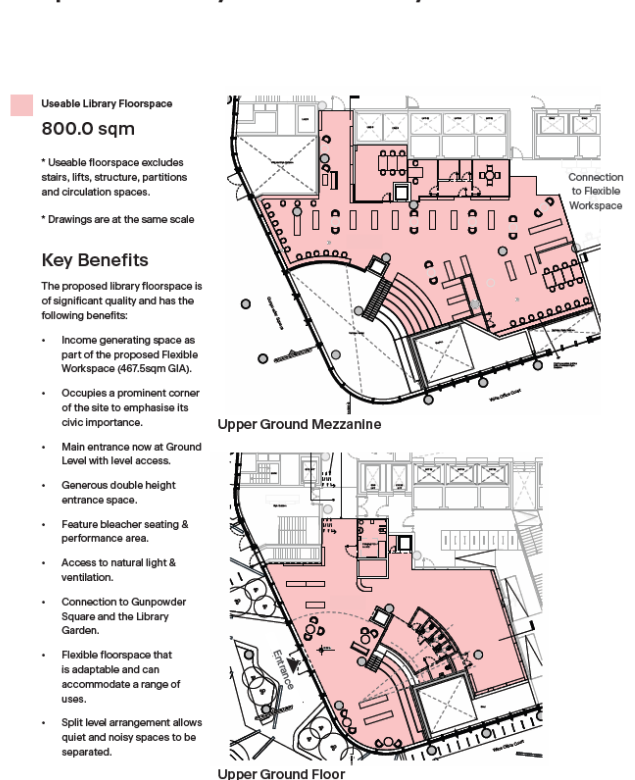 Useable Library Floorspace
800.0 sqm
* Useable floorspace excludes
stairs, lifts, structure, partitions
and circulation spaces.
* Drawings are at the same scale
Key Benefits
The proposed library floorspace is
of significant quality and has the
following benefits:
• Income generating space as
part of the proposed Flexible
Workspace (467.5sqm GIA).
• Occupies a prominent corner
of the site to emphasise its
civic importance.
• Main entrance now at Ground
Level with level access.
• Generous double height
entrance space.
• Feature bleacher seating &
performance area.
• Access to natural light &
ventilation.
• Connection to Gunpowder
Square and the Library
Garden.
• Flexible floorspace that
is adaptable and can
accommodate a range of
uses.
• Split level arrangement allows
quiet and noisy spaces to be
separated.
Connection
to Flexible
Workspace
Wine Office Court
Upper Ground Mezzanine
Entrance
Wine Office Court
Upper Ground Floor